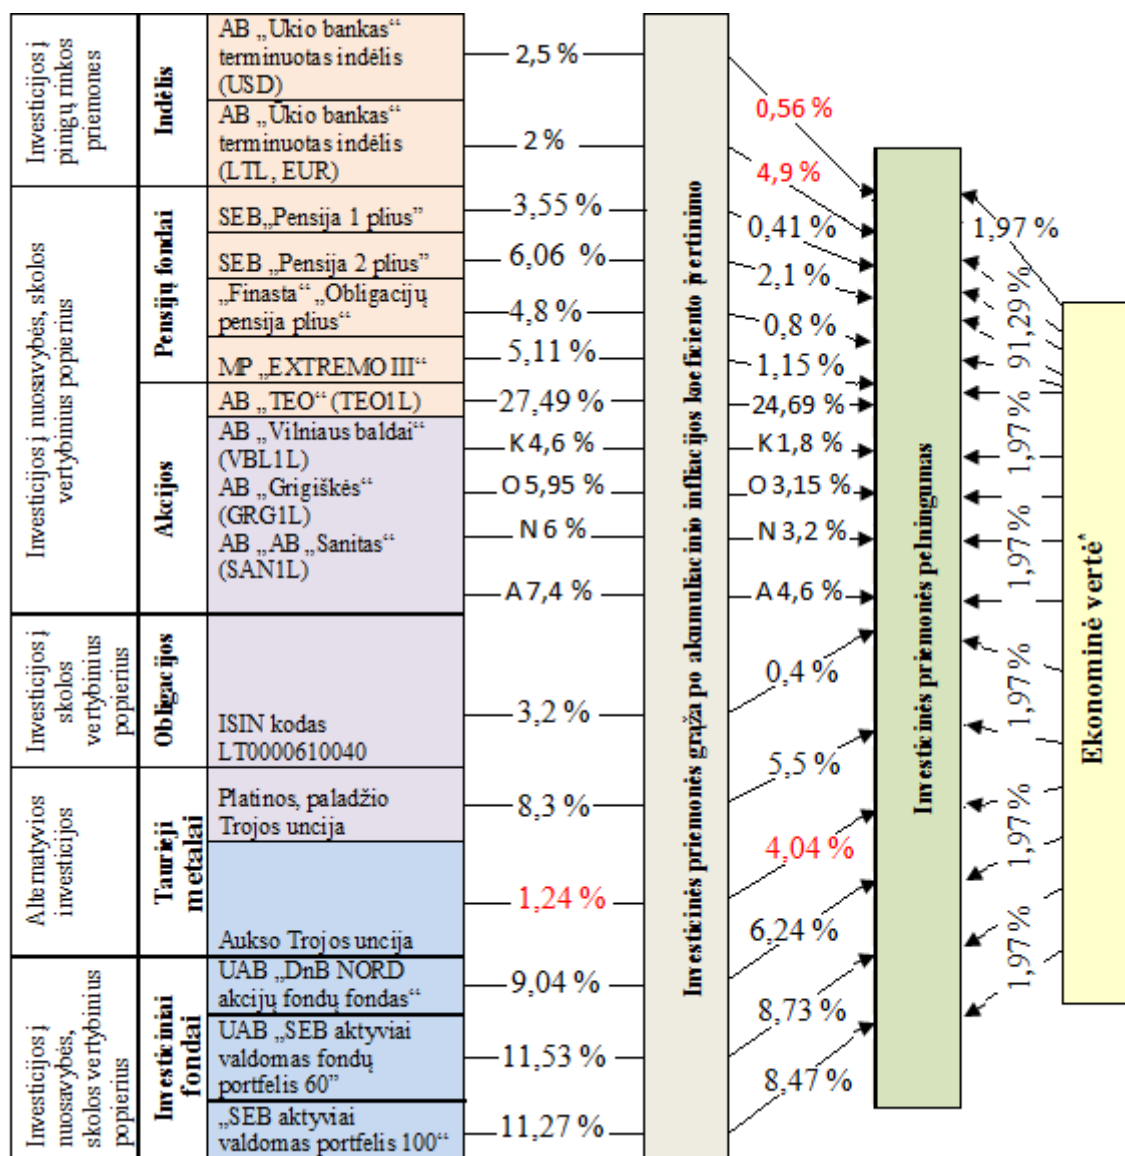 Investicijos į
pinigų rinkos
priemones
Indėlis
AB „Ukio bankas“
terminuotas indėlis
(USD)
2,5 %
0,56 %
AB „Ūkio bankas“
terminuotas indėlis
(LTL, EUR)
2 %
4,9 %
Investicijos į nuosavybės, skolos
vertybinius popierius
Pensijų fondai
SEB„Pensija 1 plius”
3,55 %
0,41 %
SEB „Pensija 2 plius”
6,06 %
2,1 %
„Finasta“ „Obligacijų
pensija plius“
4,8 %
0,8 %
MP „EXTREMO III“
5,11 %
1,15 %
Akcijos
AB „TEO“ (TEO1L)
27,49 %
24,69 %
AB „Vilniaus baldai“
(VBL1L)
K 4,6 %
K 1,8 %
AB „Grigiškės“
(GRG1L)
O 5,95 %
O 3,15 %
AB „AB „Sanitas“
(SAN1L)
N 6 %
N 3,2 %
A 7,4 %
A 4,6 %
Investicijos į
skolos
vertybinius
popierius
Obligacijos
ISIN kodas
LT0000610040
3,2 %
0,4 %
Alternatyvios
investicijos
Taurieji
metalai
Platinos, paladžio
Trojos uncija
8,3 %
5,5 %
Aukso Trojos uncija
1,24 %
4,04 %
Investicijos į
nuosavybės,
skolos vertybinius
popierius
Investiciniai
fondai
UAB „DnB NORD
akcijų fondų fondas“
9,04 %
6,24 %
UAB „SEB aktyviai
valdomas fondų
portfelis 60”
11,53 %
8,73 %
„SEB aktyviai
valdomas portfelis 100“
11,27 %
8,47 %
Investicinės priemonės grąža po akumuliacinio infliacijos koeficiento įvertinimo
Investicinės priemonės pelningumas
1,97 %
91,29 %
1,97 %
1,97 %
1,97 %
1,97 %
1,97 %
Ekonominė vertė*